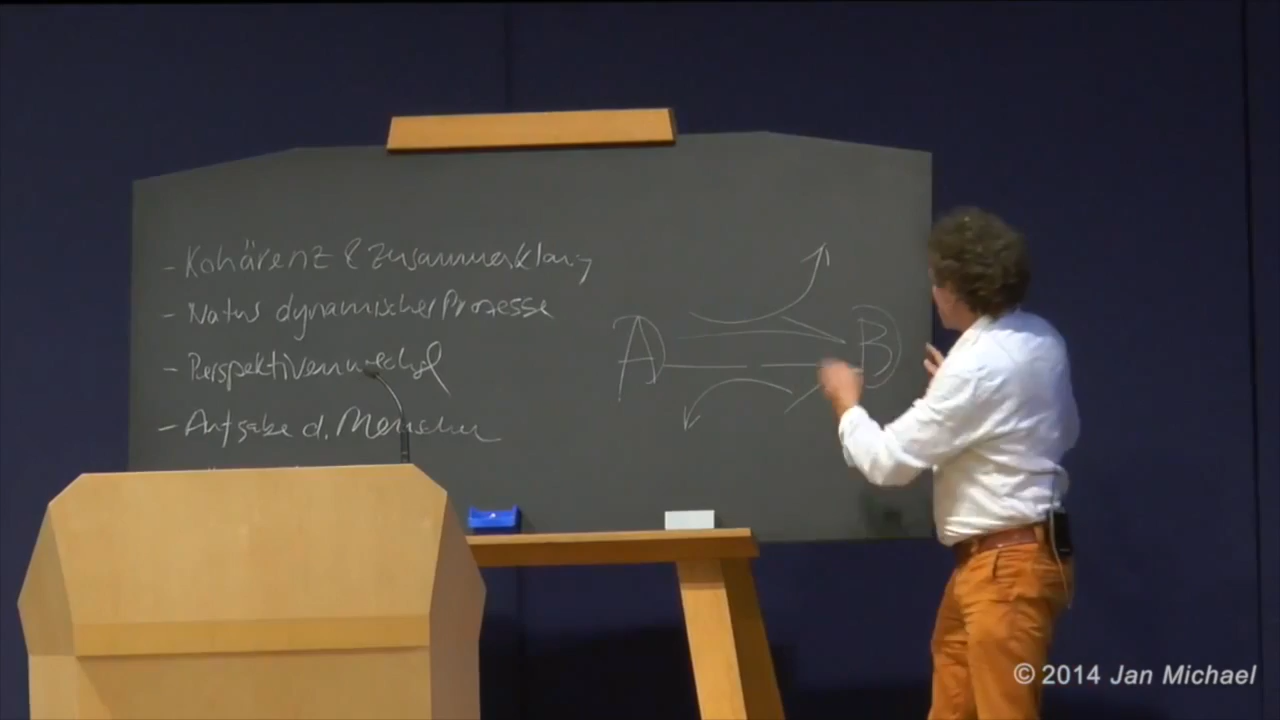 - Kohärenz & Zusammenklang
- Natur dynamischer Prozesse
- Perspektivenwechsel
- Aufgabe d. Menschen
A B
© 2014 Jan Michael